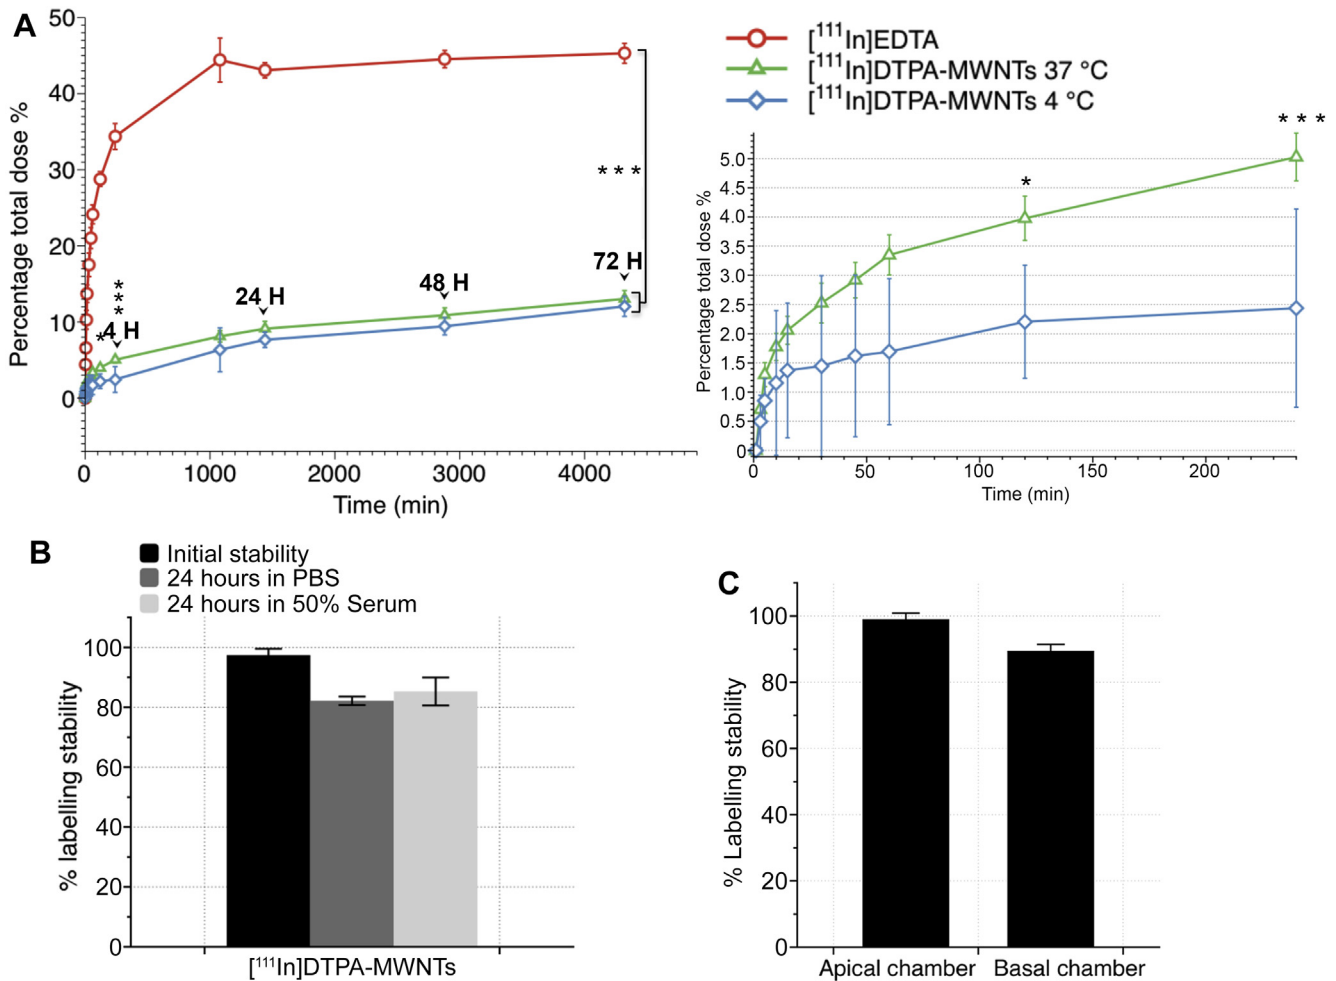 A
50
40
30
20
10
0
Percentage total dose %
0
1000
2000
3000
4000
Time (min)
* * *
*
*
*
*
4 H
24 H
48 H
72 H
* * *
[¹¹¹In]EDTA
[¹¹¹In]DTPA-MWNTs 37 °C
[¹¹¹In]DTPA-MWNTs 4 °C
* * *
*
5.0
4.5
4.0
3.5
3.0
2.5
2.0
1.5
1.0
0.5
0
Percentage total dose %
0
50
100
150
200
Time (min)
B
Initial stability
24 hours in PBS
24 hours in 50% Serum
100
80
60
40
20
0
% labelling stability
[¹¹¹In]DTPA-MWNTs
C
100
80
60
40
20
0
% Labelling stability
Apical chamber
Basal chamber